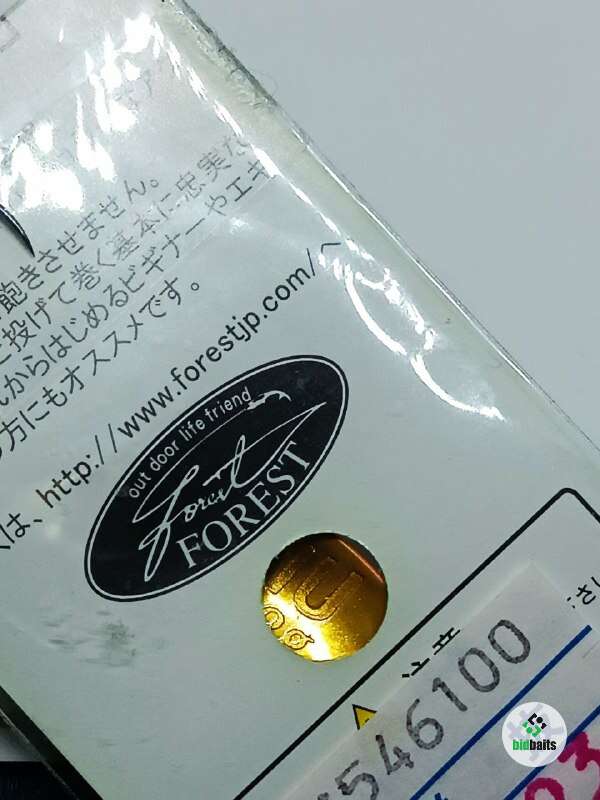 飽きさせません。
投げて巻く基本に忠実な
からはじめるビギナーやエキ
方にもオススメです。
は、http://www.forestjp.com/へ
out door life friend
forest
FOREST
U
546100
bidbaits